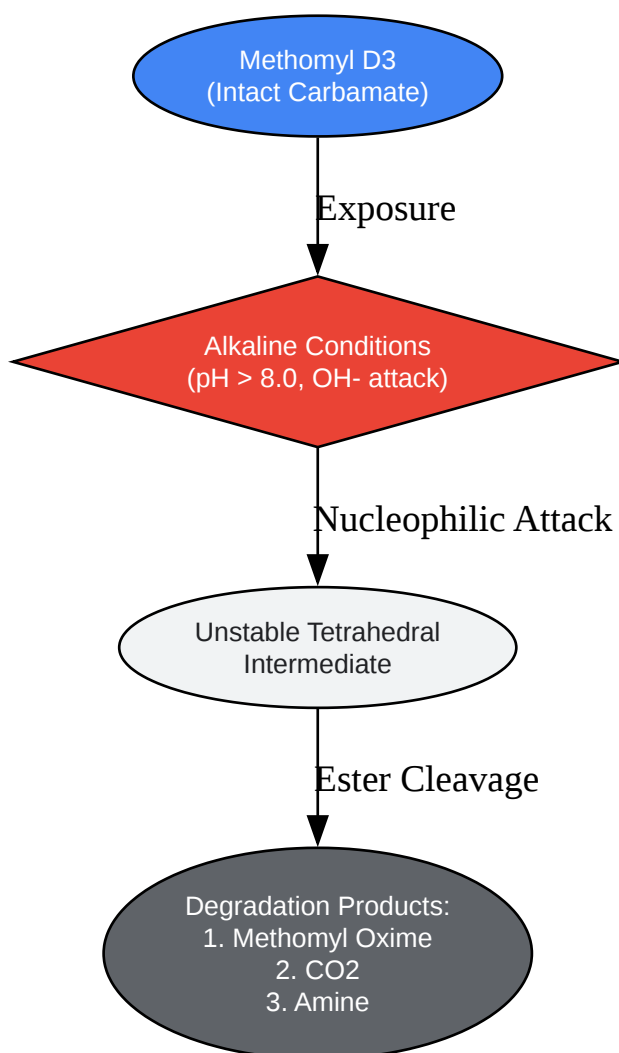 Methomyl D3
(Intact Carbamate)
Exposure
Alkaline Conditions
(pH > 8.0, OH- attack)
Nucleophilic Attack
Unstable Tetrahedral
Intermediate
Ester Cleavage
Degradation Products:
1. Methomyl Oxime
2. CO2
3. Amine